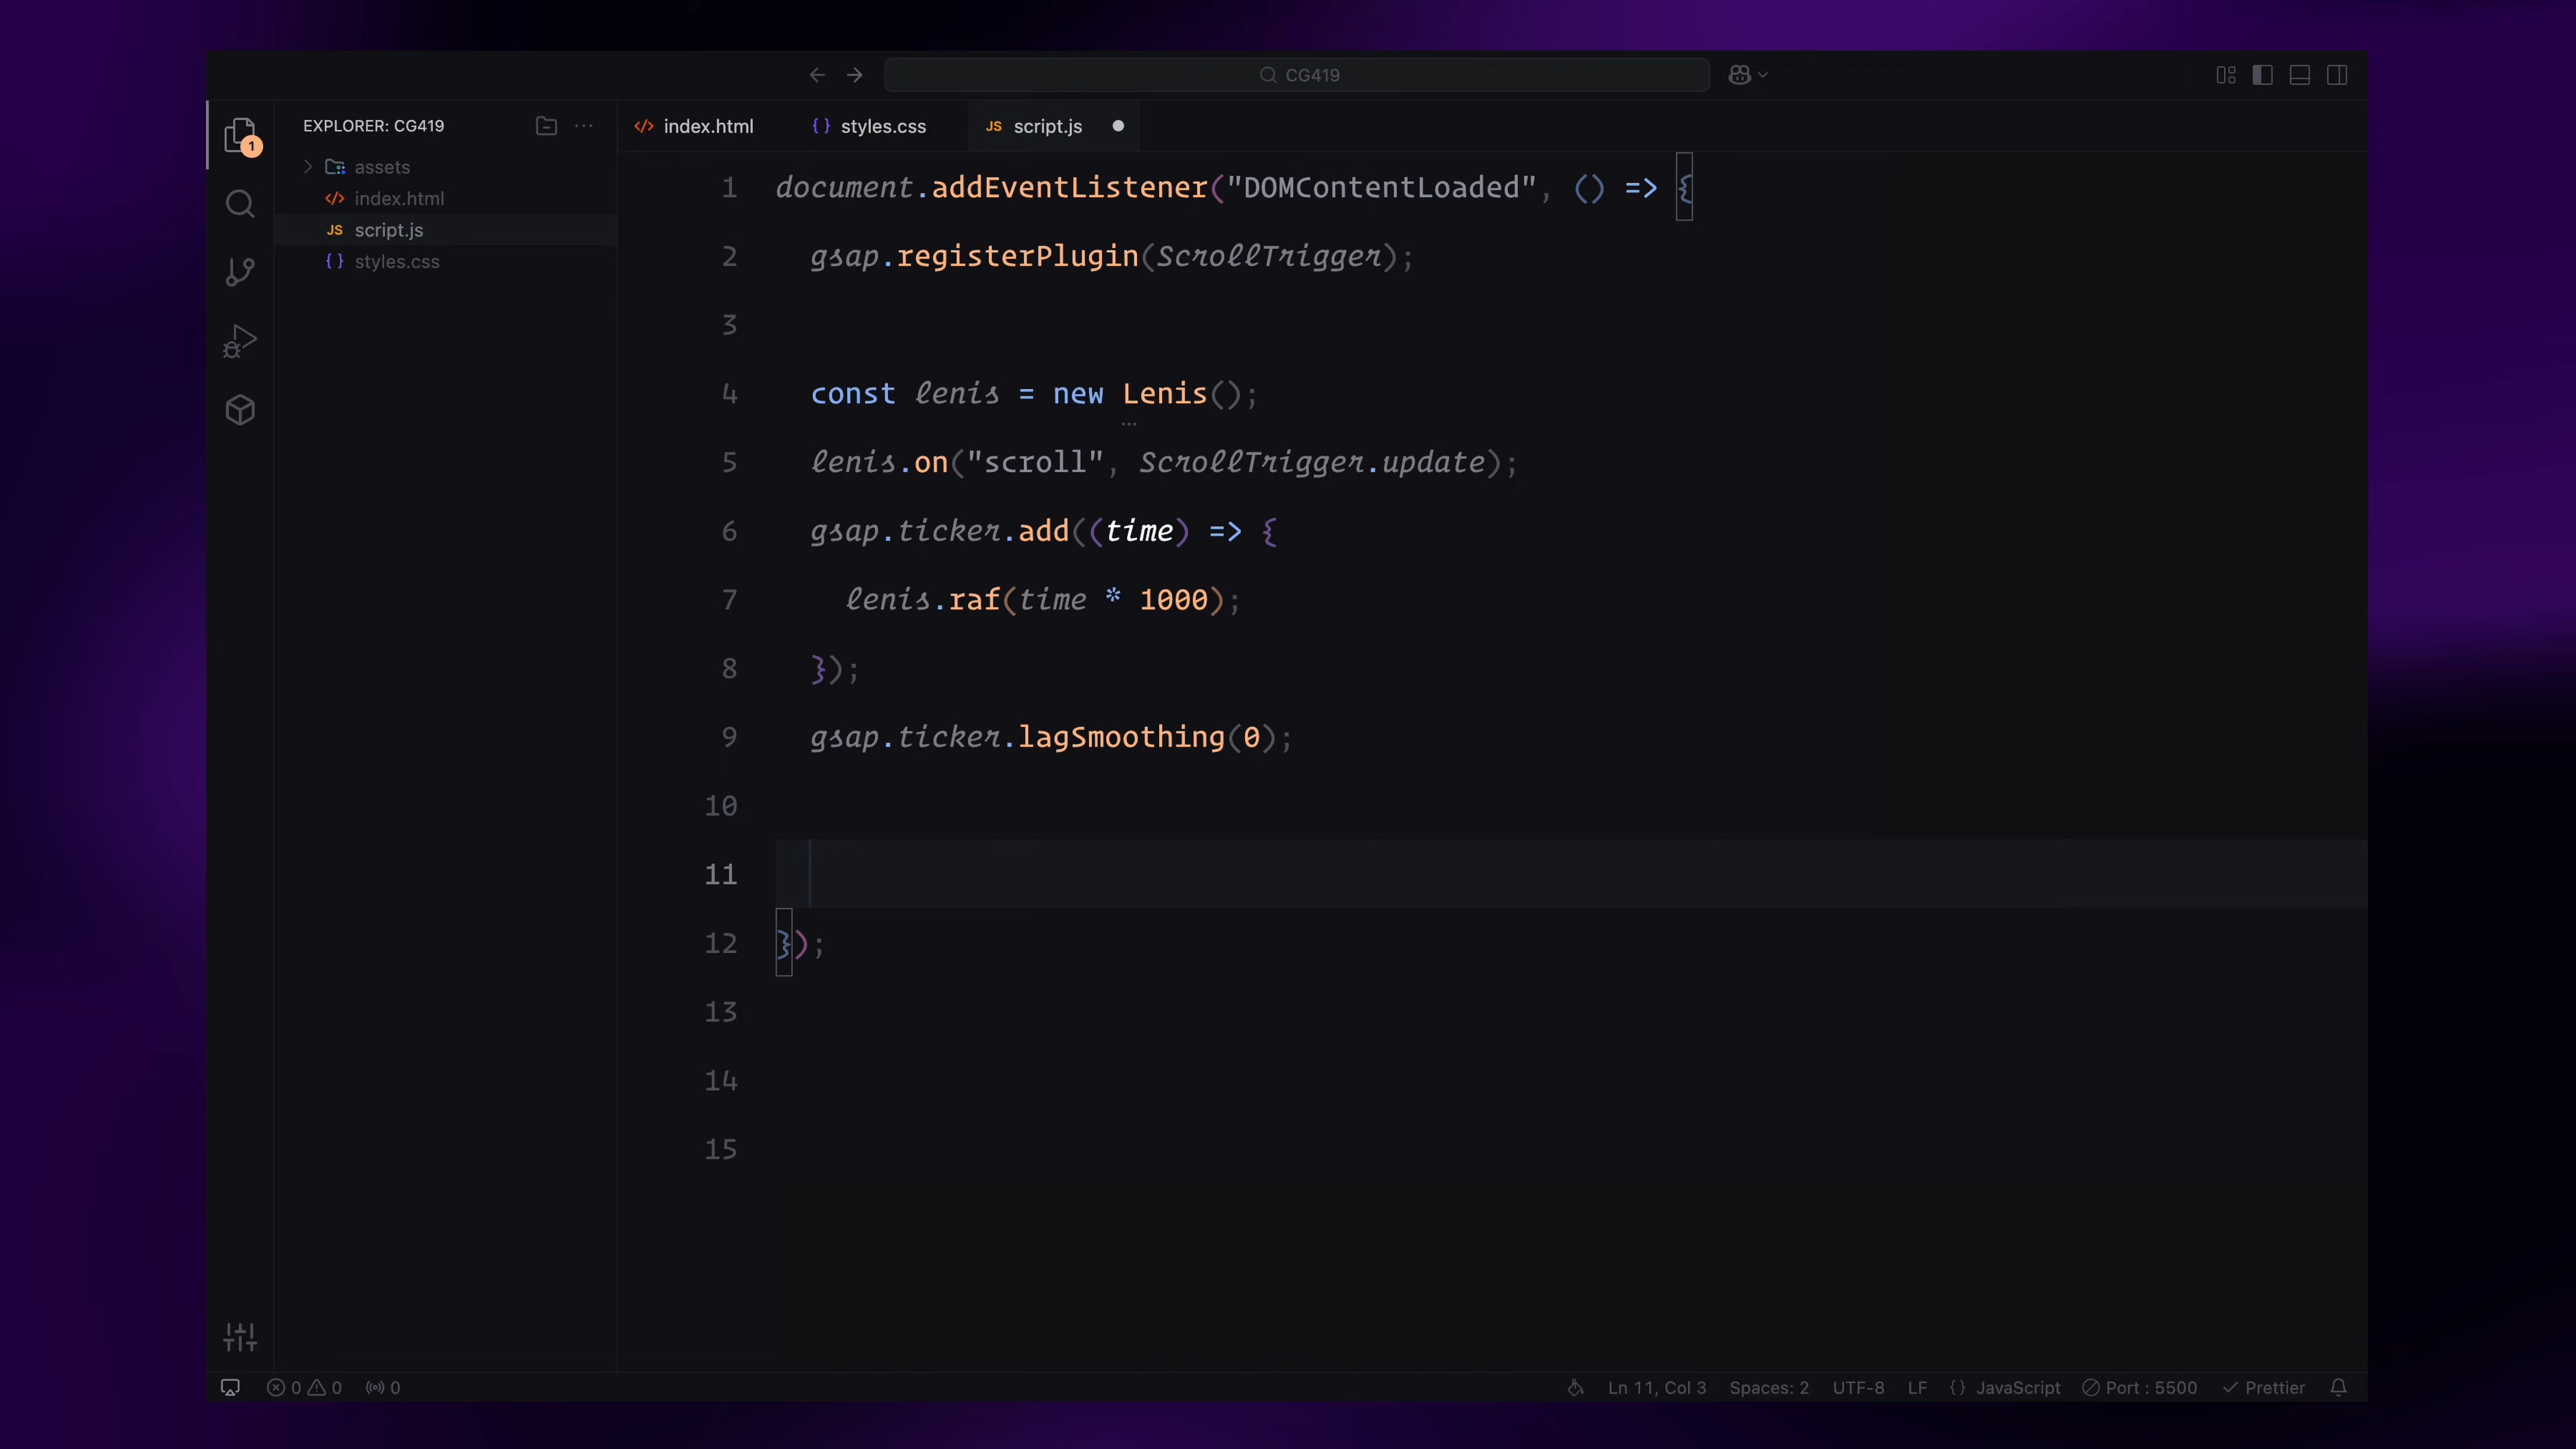 CG419
1
EXPLORER: CG419
assets
index.html
JS script.js
styles.css
index.html
styles.css
JS script.js
1 document.addEventListener("DOMContentLoaded", () => {
2 gsap.registerPlugin(ScrollTrigger);
3
4 const lenis = new Lenis();
5 lenis.on("scroll", ScrollTrigger.update);
6 gsap.ticker.add((time) => {
7 lenis.raf(time * 1000);
8 });
9 gsap.ticker.lagSmoothing(0);
10
11
12 });
13
14
15
0 0 0
Ln 11, Col 3 Spaces: 2 UTF-8 LF {} JavaScript Port : 5500 Prettier